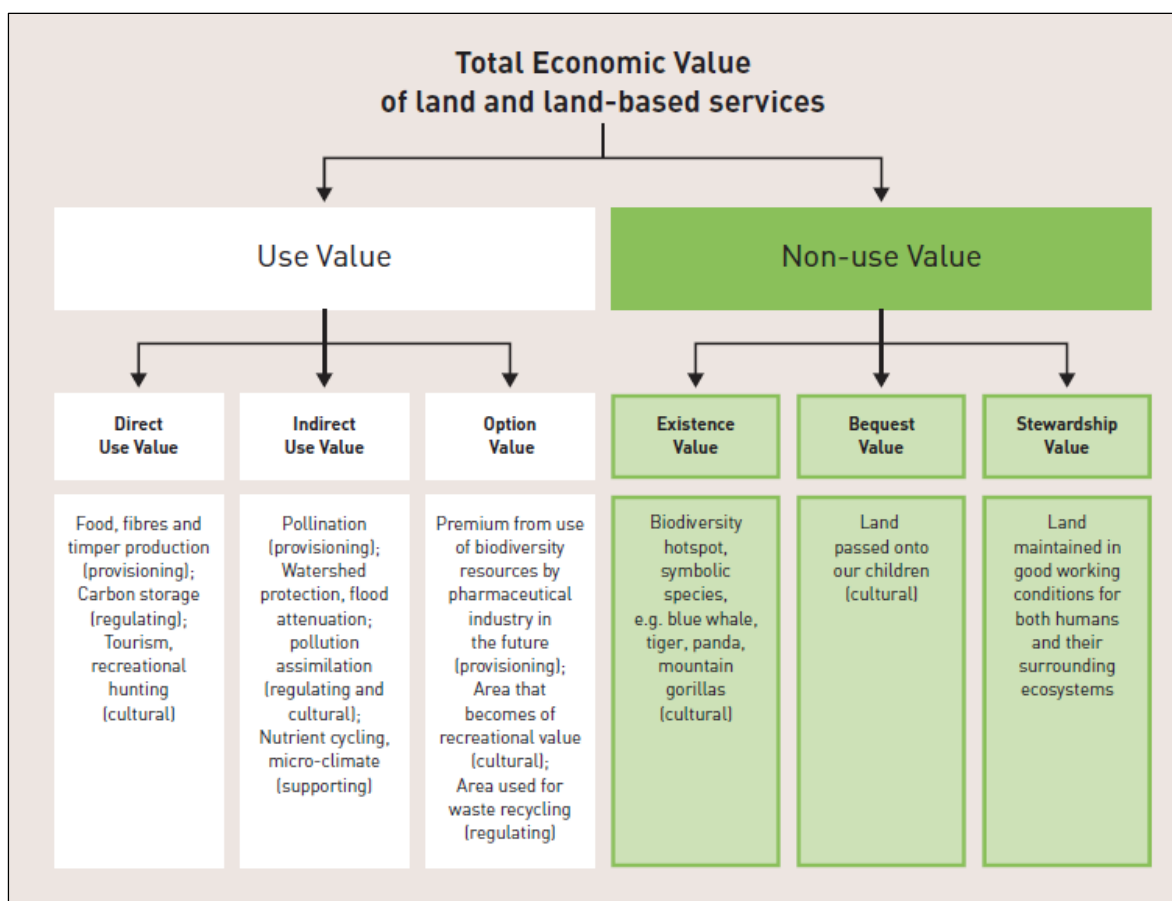 Total Economic Value
of land and land-based services
Use Value
Non-use Value
Direct
Use Value
Indirect
Use Value
Option
Value
Existence
Value
Bequest
Value
Stewardship
Value
Food, fibres and
timper production
(provisioning);
Carbon storage
(regulating);
Tourism,
recreational
hunting
(cultural)
Pollination
(provisioning);
Watershed
protection, flood
attenuation;
pollution
assimilation
(regulating and
cultural);
Nutrient cycling,
micro-climate
(supporting)
Premium from use
of biodiversity
resources by
pharmaceutical
industry in
the future
(provisioning);
Area that
becomes of
recreational value
(cultural);
Area used for
waste recycling
(regulating)
Biodiversity
hotspot,
symbolic
species,
e.g. blue whale,
tiger, panda,
mountain
gorillas
(cultural)
Land
passed onto
our children
(cultural)
Land
maintained in
good working
conditions for
both humans
and their
surrounding
ecosystems